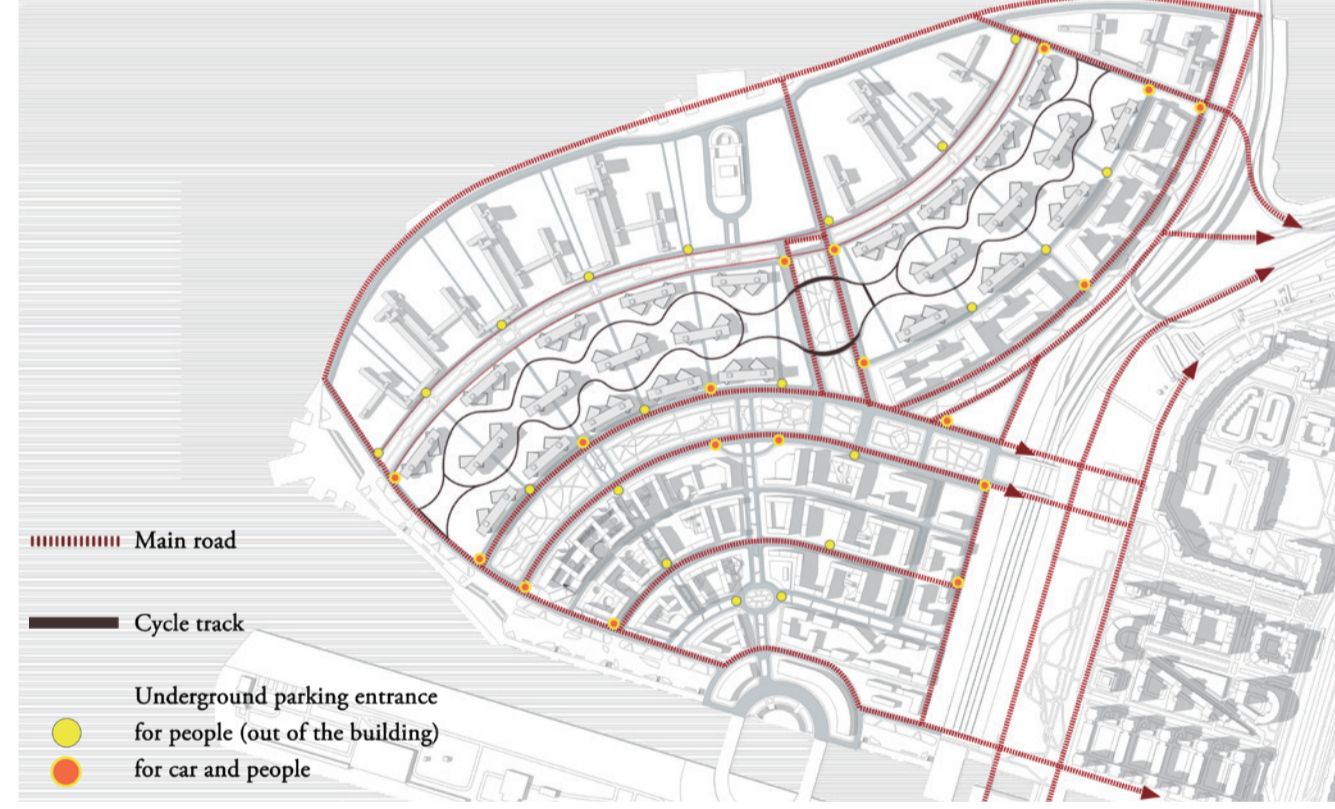 Main road
Cycle track
Underground parking entrance
for people (out of the building)
for car and people